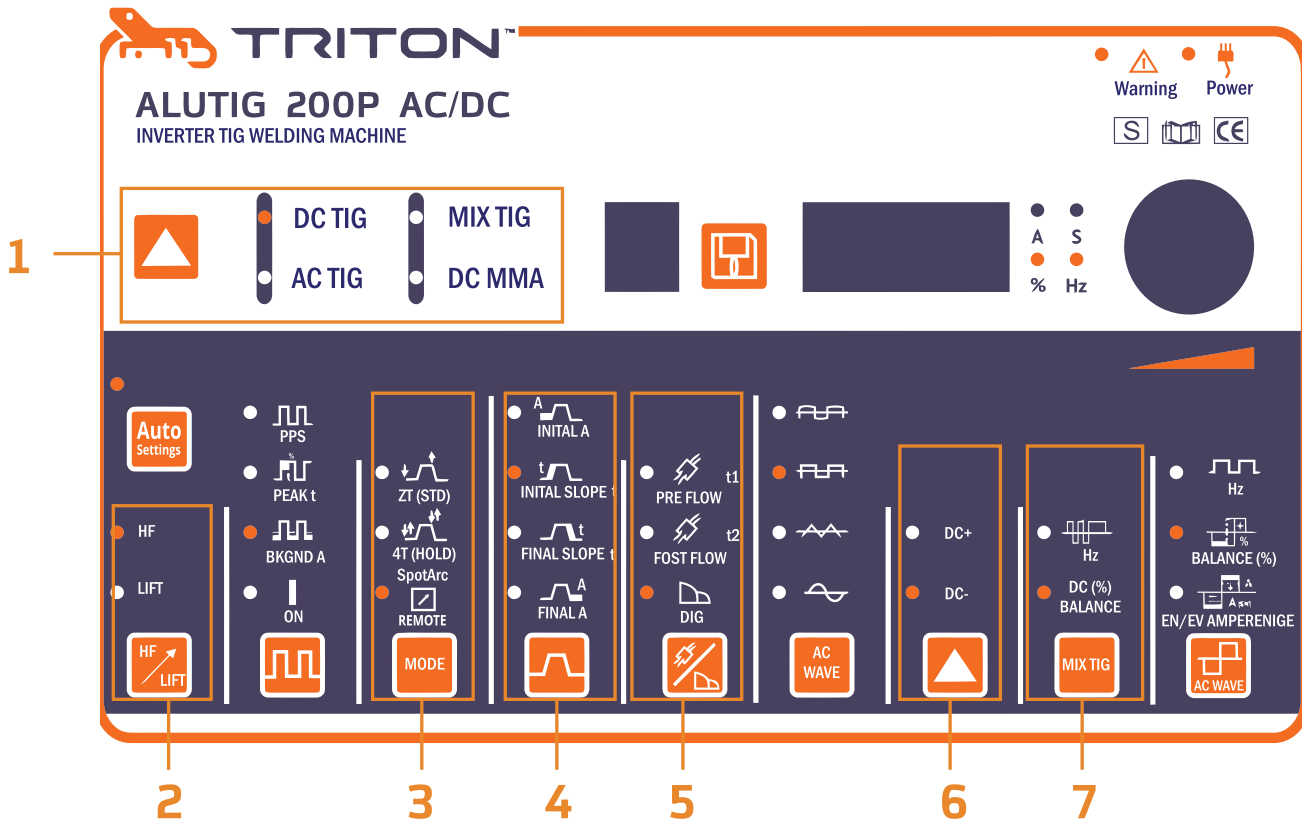 TRITON™
ALUTIG 200P AC/DC
INVERTER TIG WELDING MACHINE
Warning
Power
S
CE
1
DC TIG
MIX TIG
AC TIG
DC MMA
A
S
%
Hz
Auto
Settings
HF
LIFT
HF
LIFT
PPS
%
PEAK t
BKGND A
ON
ZT (STD)
4T (HOLD)
SpotArc
REMOTE
MODE
A
INITAL A
t
INITAL SLOPE t
t
FINAL SLOPE t
A
FINAL A
t1
PRE FLOW
t2
FOST FLOW
DIG
AC
WAVE
DC+
DC-
Hz
DC (%)
BALANCE
MIX TIG
Hz
%
BALANCE (%)
EN/EV AMPERENIGE
AC WAVE
2
3
4
5
6
7